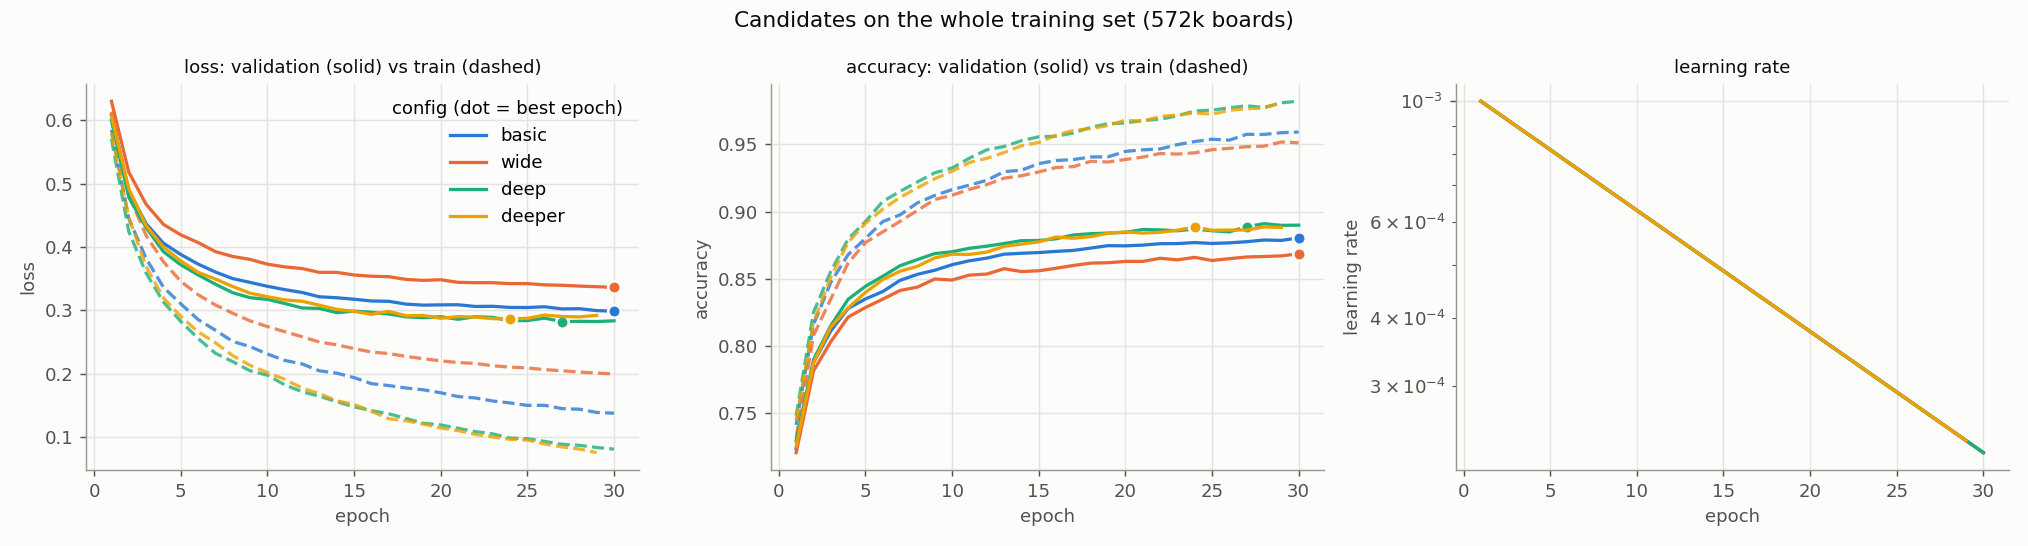 Candidates on the whole training set (572k boards)
loss: validation (solid) vs train (dashed)
loss
0.6
0.5
0.4
0.3
0.2
0.1
config (dot = best epoch)
basic
wide
deep
deeper
0 5 10 15 20 25 30
epoch
accuracy: validation (solid) vs train (dashed)
accuracy
0.95
0.90
0.85
0.80
0.75
0 5 10 15 20 25 30
epoch
learning rate
learning rate
10⁻³
6 × 10⁻⁴
4 × 10⁻⁴
3 × 10⁻⁴
0 5 10 15 20 25 30
epoch